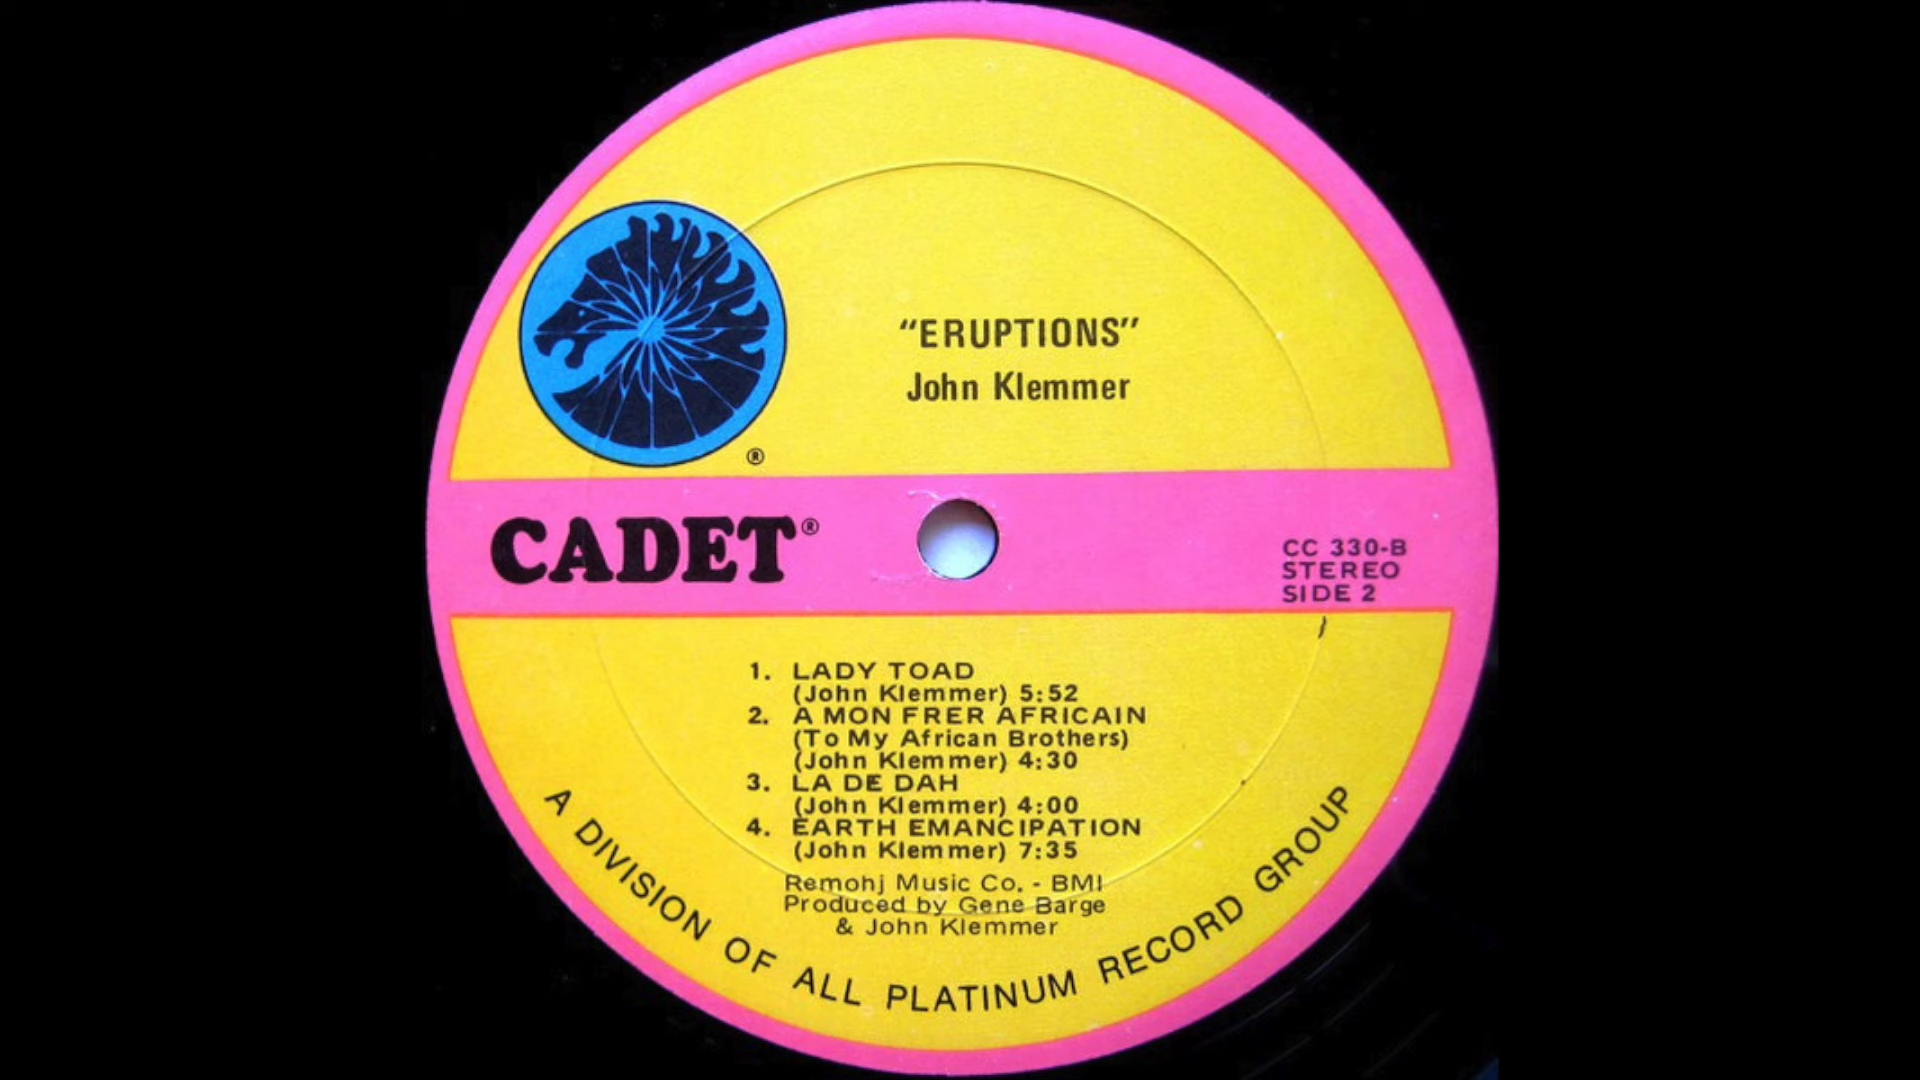 "ERUPTIONS"
John Klemmer
®
CADET®
CC 330-B
STEREO
SIDE 2
1. LADY TOAD
(John Klemmer) 5:52
2. A MON FRER AFRICAIN
(To My African Brothers)
(John Klemmer) 4:30
3. LA DE DAH
(John Klemmer) 4:00
4. EARTH EMANCIPATION
(John Klemmer) 7:35
Remohj Music Co. - BMI
Produced by Gene Barge
& John Klemmer
A DIVISION OF ALL PLATINUM RECORD GROUP